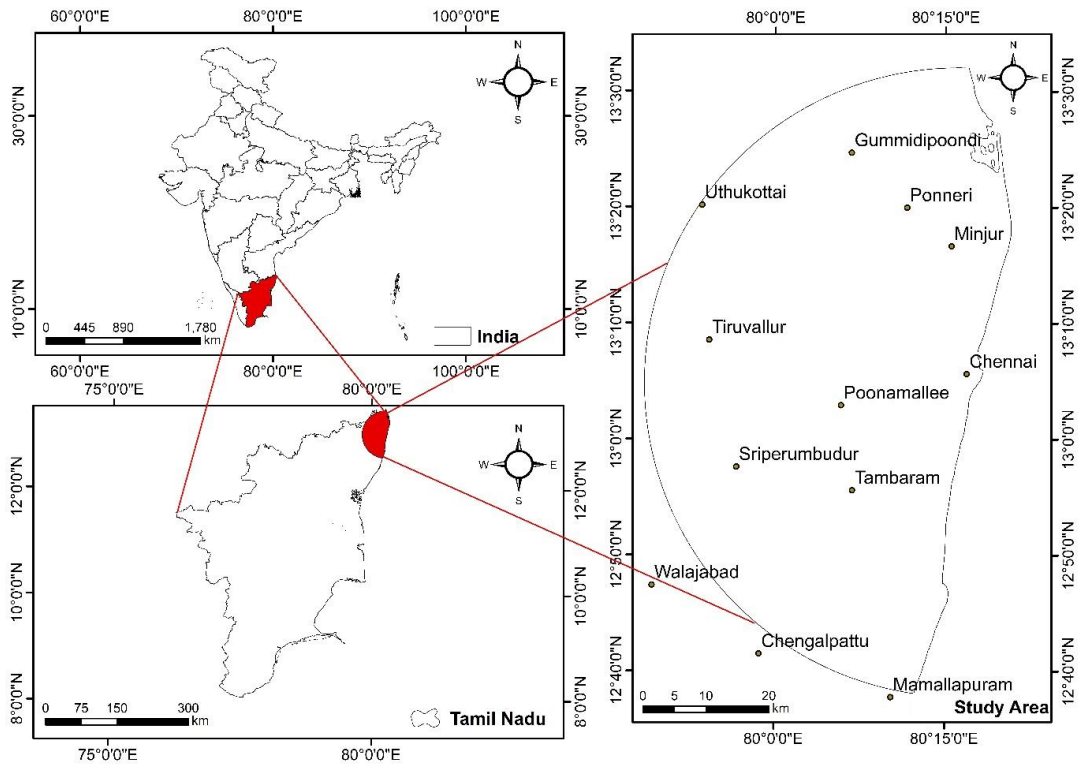 60°0'0"E 80°0'0"E 100°0'0"E
30°0'0"N
10°0'0"N
30°0'0"N
10°0'0"N
N
W E
S
0 445 890 1,780
km
India
60°0'0"E 80°0'0"E 100°0'0"E
75°0'0"E 80°0'0"E
12°0'0"N
10°0'0"N
8°0'0"N
12°0'0"N
10°0'0"N
8°0'0"N
N
W E
S
0 75 150 300
km
Tamil Nadu
75°0'0"E 80°0'0"E
80°0'0"E 80°15'0"E
13°30'0"N
13°20'0"N
13°10'0"N
13°0'0"N
12°50'0"N
12°40'0"N
13°30'0"N
13°20'0"N
13°10'0"N
13°0'0"N
12°50'0"N
12°40'0"N
N
W E
S
Gummidipoondi
Uthukottai
Ponneri
Minjur
Tiruvallur
Chennai
Poonamallee
Sriperumbudur
Tambaram
Walajabad
Chengalpattu
Mamallapuram
0 5 10 20
km
Study Area
80°0'0"E 80°15'0"E